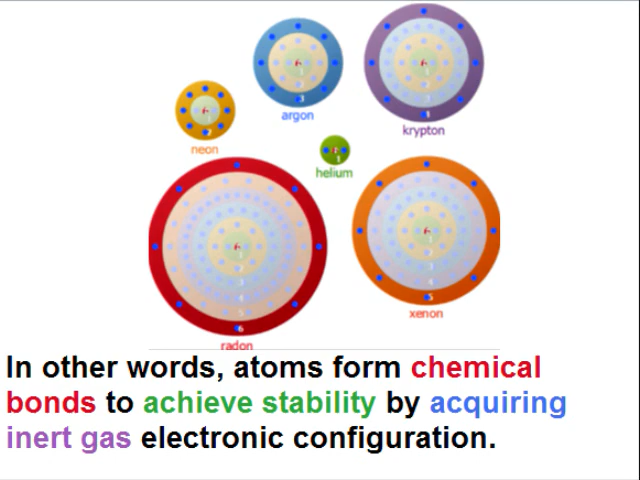 argon
krypton
neon
helium
radon
xenon
In other words, atoms form chemical
bonds to achieve stability by acquiring
inert gas electronic configuration.